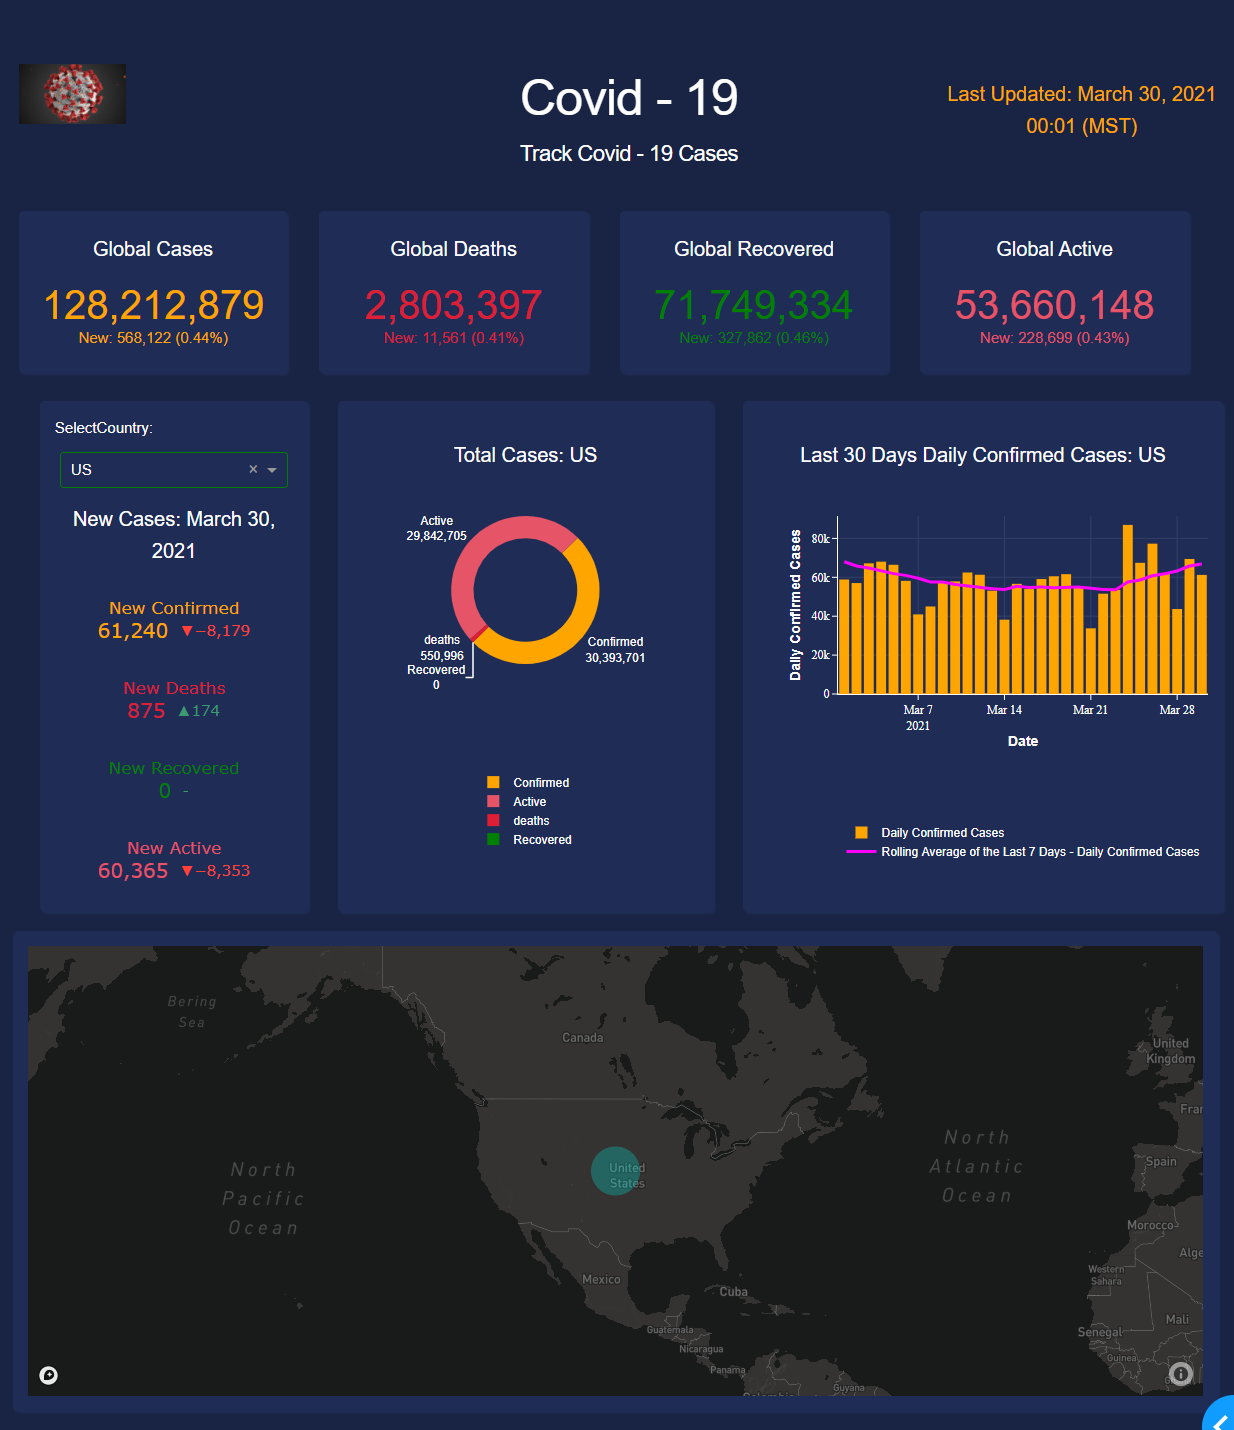 Covid - 19
Track Covid - 19 Cases
Last Updated: March 30, 2021
00:01 (MST)
Global Cases
128,212,879
New: 568,122 (0.44%)
Global Deaths
2,803,397
New: 11,561 (0.41%)
Global Recovered
71,749,334
New: 327,862 (0.46%)
Global Active
53,660,148
New: 228,699 (0.43%)
SelectCountry:
US
× 
New Cases: March 30,
2021
New Confirmed
61,240 ▼−8,179
New Deaths
875 ▲174
New Recovered
0 -
New Active
60,365 ▼−8,353
Total Cases: US
Active
29,842,705
Confirmed
30,393,701
deaths
550,996
Recovered
0
Confirmed
Active
deaths
Recovered
Last 30 Days Daily Confirmed Cases: US
Daily Confirmed Cases
80k
60k
40k
20k
0
Mar 7
2021
Mar 14
Mar 21
Mar 28
Date
Daily Confirmed Cases
Rolling Average of the Last 7 Days - Daily Confirmed Cases
Bering
Sea
Canada
United
Kingdom
Fran
North
Pacific
Ocean
United
States
North
Atlantic
Ocean
Spain
Morocco
Alge
Western
Sahara
Mexico
Cuba
Mali
Guatemala
Senegal
Nicaragua
Guinea
Panama
Guyana